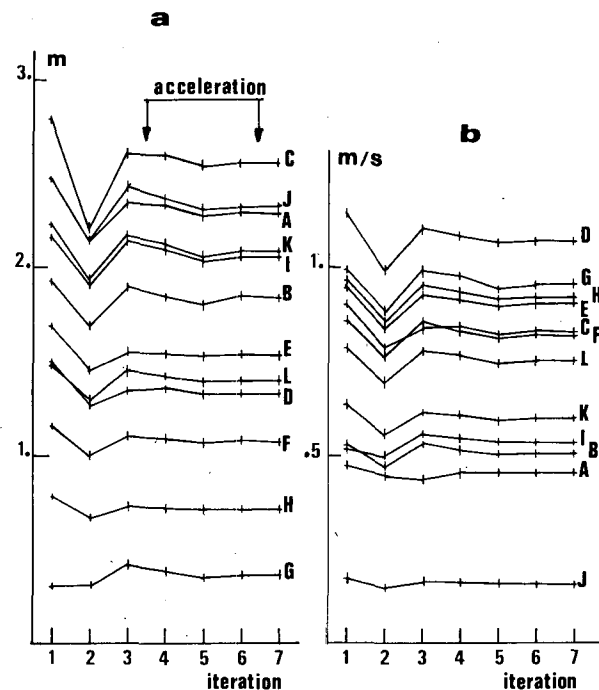 a
m
3.
acceleration
C
J
A
2.
K
I
B
E
L
D
1.
F
H
G
1 2 3 4 5 6 7
iteration
b
m/s
D
1.
G
H
E
C
F
L
K
I
.5
B
A
J
1 2 3 4 5 6 7
iteration